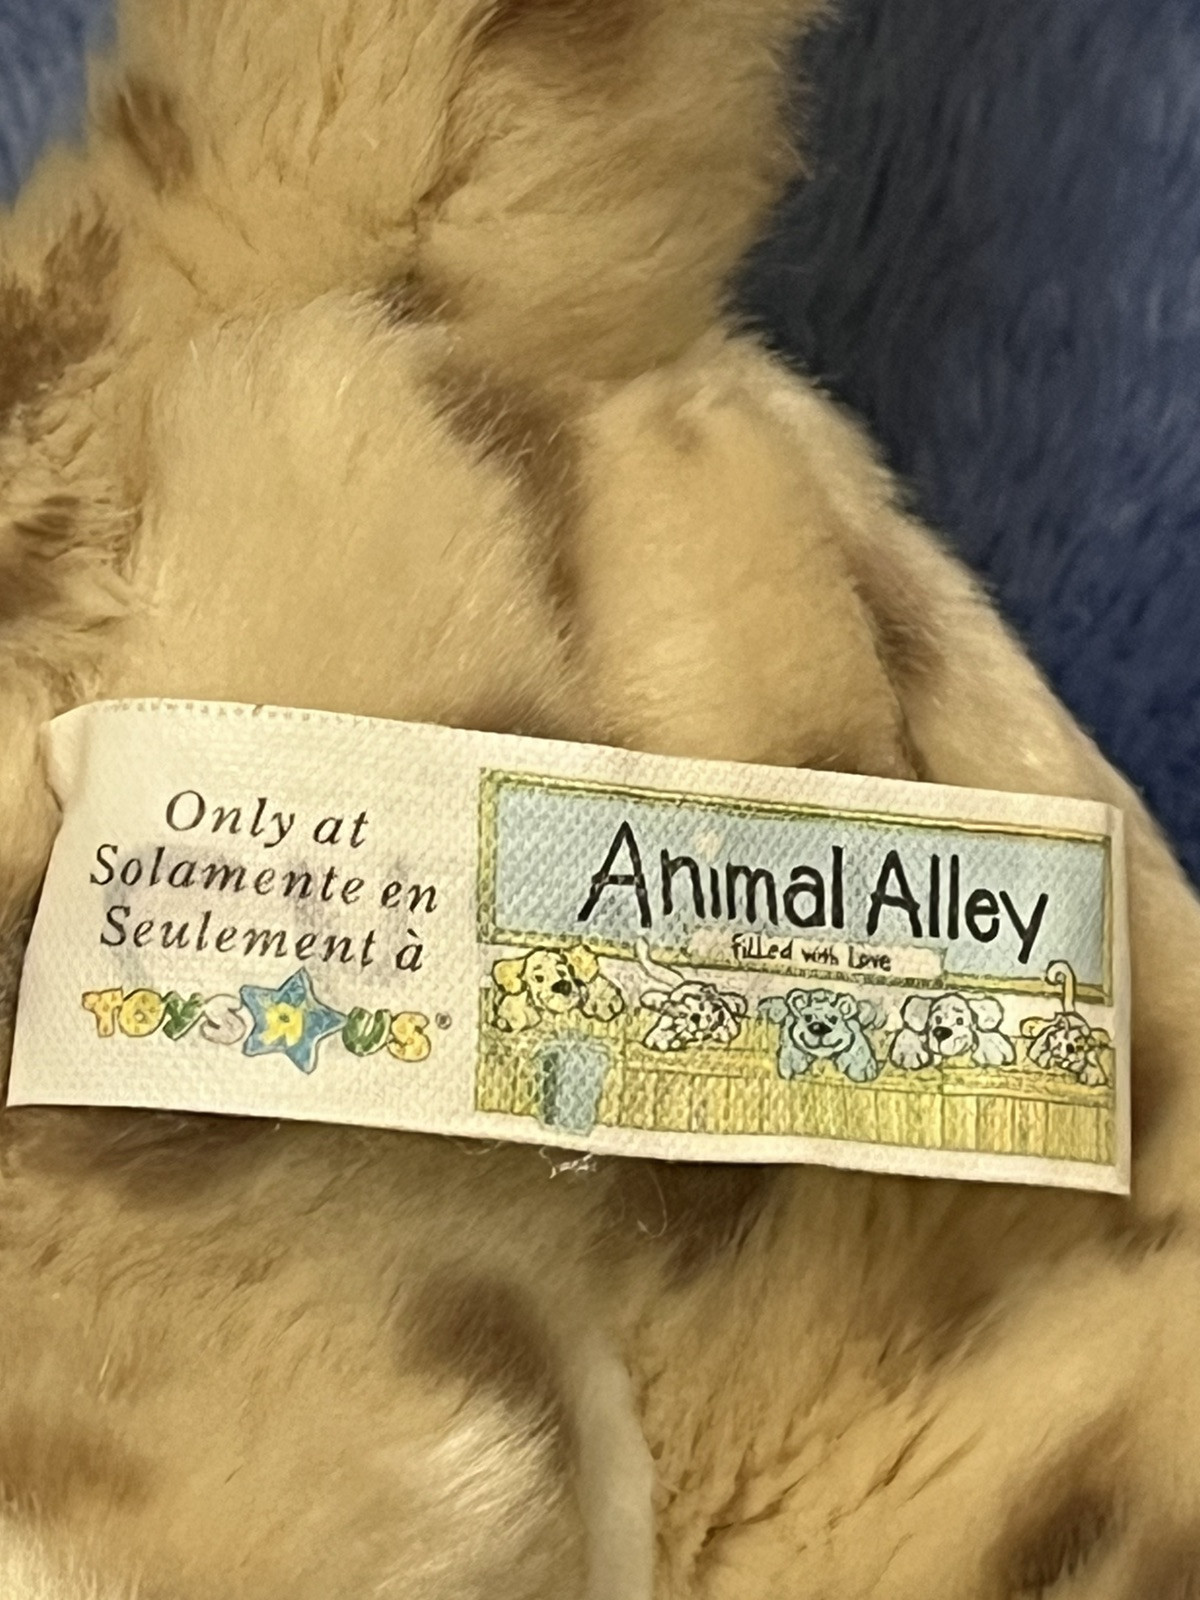 Only at
Solamente en
Seulement à
TOYS R US®
Animal Alley
filled with Love